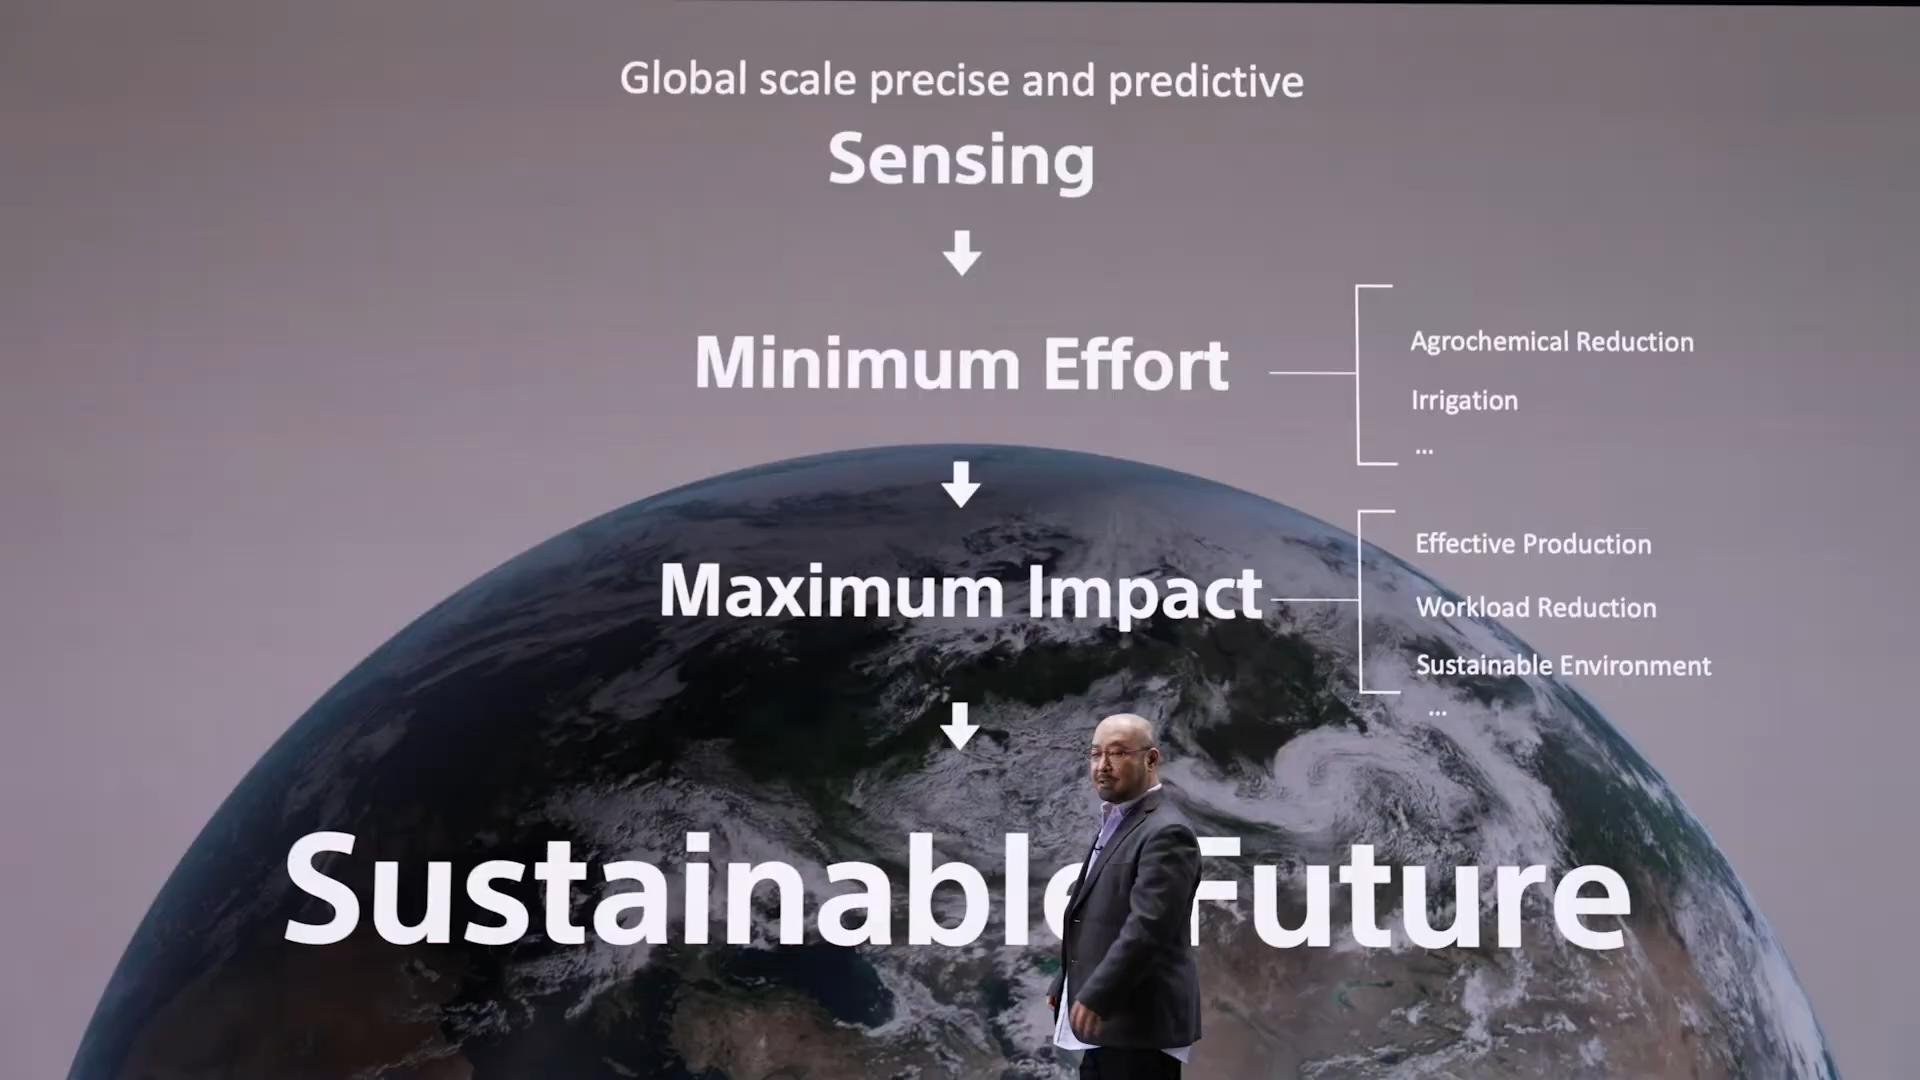 Global scale precise and predictive
Sensing
Minimum Effort
Agrochemical Reduction
Irrigation
...
Maximum Impact
Effective Production
Workload Reduction
Sustainable Environment
...
Sustainable Future